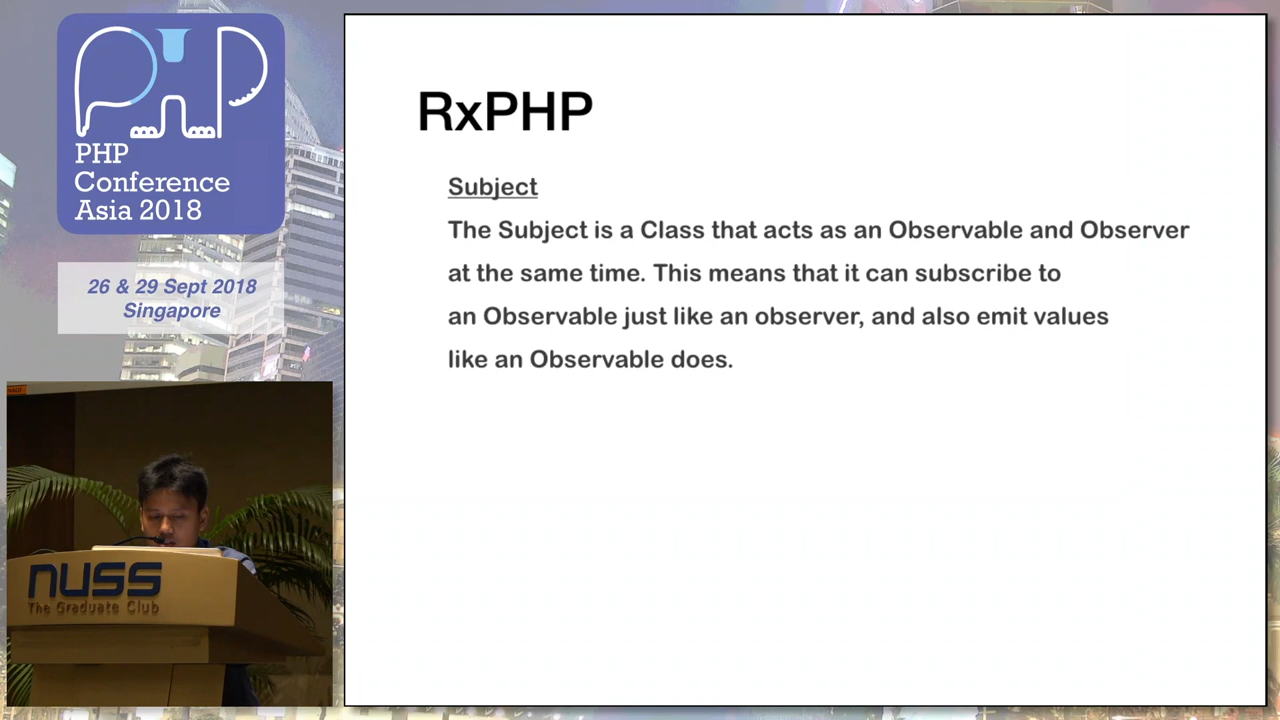 PHP
Conference
Asia 2018
26 & 29 Sept 2018
Singapore
nuss
The Graduate Club
RxPHP
Subject
The Subject is a Class that acts as an Observable and Observer
at the same time. This means that it can subscribe to
an Observable just like an observer, and also emit values
like an Observable does.